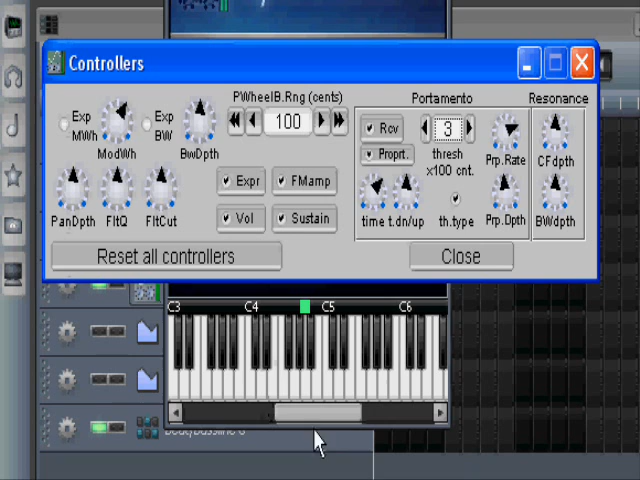 Controllers
Exp
MWh
ModWh
Exp
BW
BwDpth
PWheelB.Rng (cents)
100
PanDpth
FltQ
FltCut
Expr
FMamp
Vol
Sustain
Portamento
Rcv
Proprt.
3
thresh
x100 cnt.
Prp.Rate
time
t.dn/up
th.type
Prp.Dpth
Resonance
CFdpth
BWdpth
Reset all controllers
Close
C3
C4
C5
C6